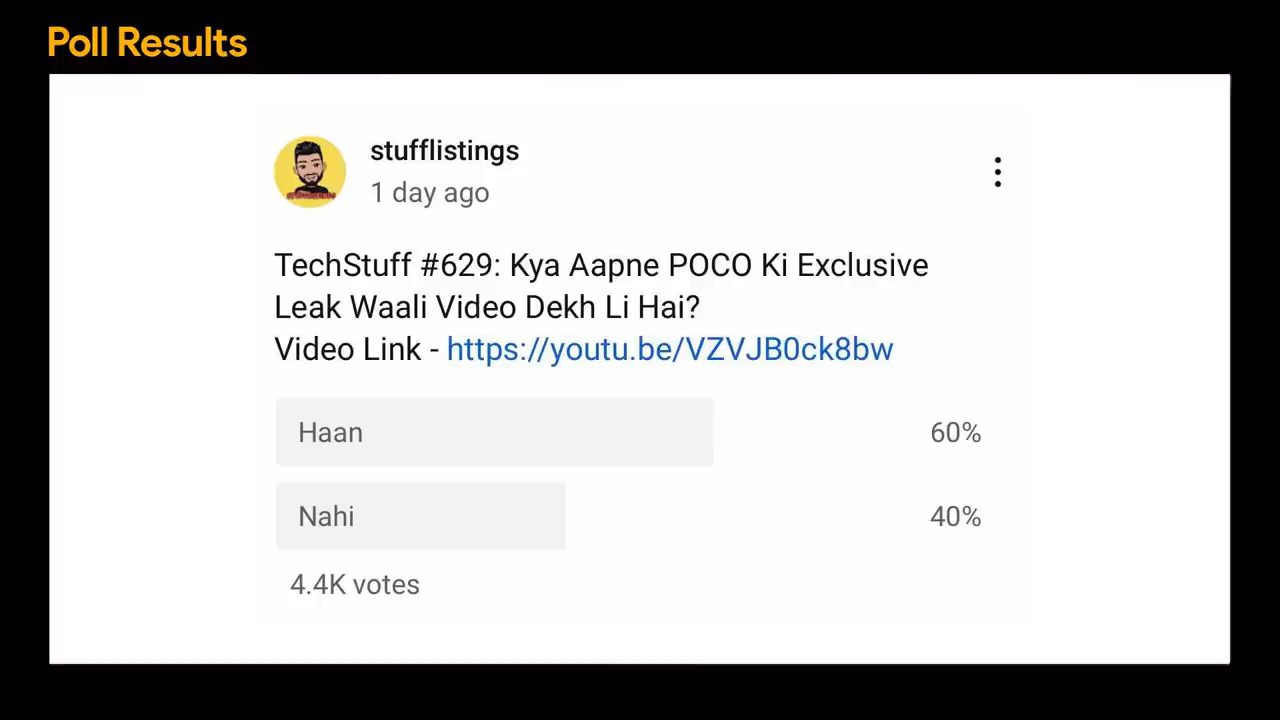 Poll Results
stufflistings
1 day ago
TechStuff #629: Kya Aapne POCO Ki Exclusive
Leak Waali Video Dekh Li Hai?
Video Link - https://youtu.be/VZVJB0ck8bw
Haan 60%
Nahi 40%
4.4K votes